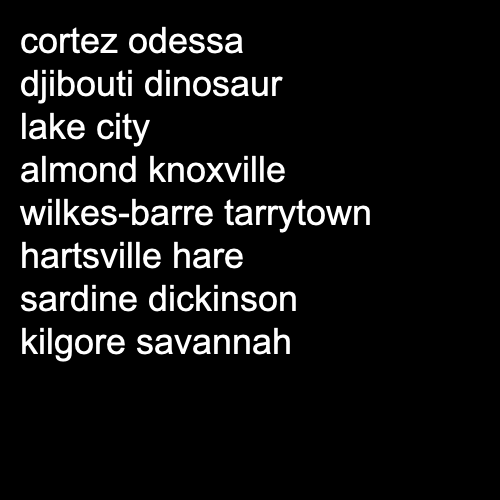 cortez odessa
djibouti dinosaur
lake city
almond knoxville
wilkes-barre tarrytown
hartsville hare
sardine dickinson
kilgore savannah